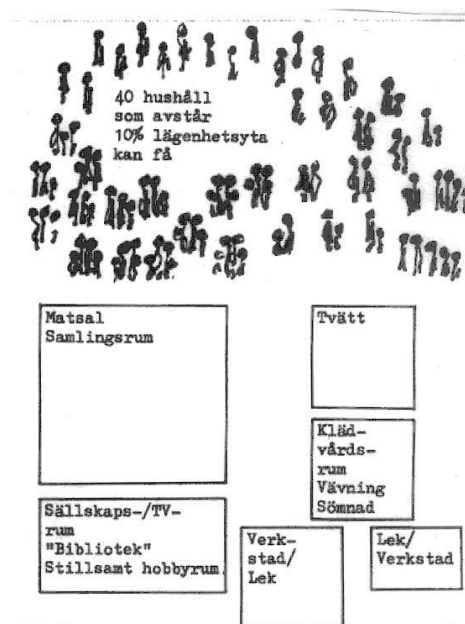 40 hushåll
som avstår
10% lägenhetsyta
kan få
Matsal
Samlingsrum
Tvätt
Kläd-
vårds-
rum
Vävning
Sömnad
Sällskaps-/TV-
rum
"Bibliotek"
Stillsamt hobbyrum
Verk-
stad/
Lek
Lek/
Verkstad